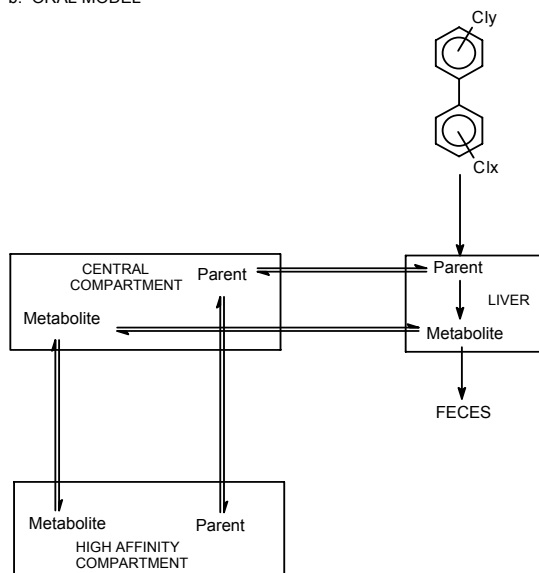 b. ORAL MODEL
Cly
Clx
CENTRAL
COMPARTMENT
Parent
Metabolite
Parent
LIVER
Metabolite
FECES
Metabolite
Parent
HIGH AFFINITY
COMPARTMENT